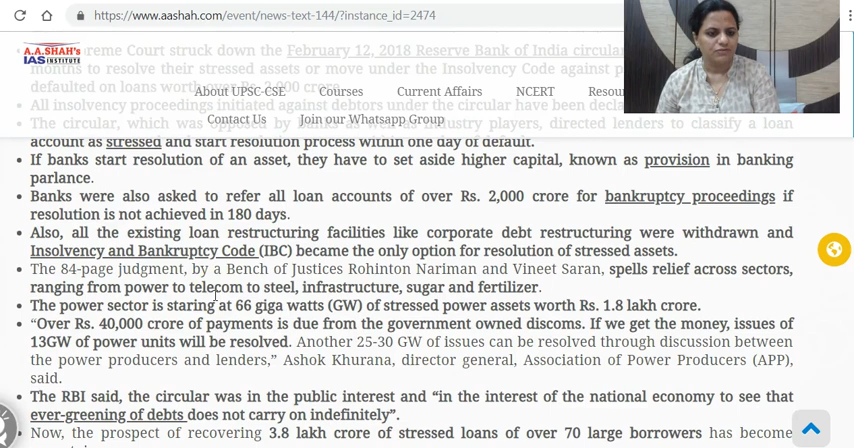 https://www.aashah.com/event/news-text-144/?instance_id=2474
A.A.SHAH'S
IAS INSTITUTE
preme Court struck down the February 12, 2018 Reserve Bank of India circular
months to resolve their stressed assets or move under the Insolvency Code against
defaulted on loans worth over Rs. 2,000 crore.
About UPSC-CSE Courses Current Affairs NCERT Resou
All insolvency proceedings initiated against debtors under the circular have been decla
Contact Us Join our Whatsapp Group
The circular, which was opposed by banks as well as industry players, directed lenders to classify a loan
account as stressed and start resolution process within one day of default.
If banks start resolution of an asset, they have to set aside higher capital, known as provision in banking
parlance.
Banks were also asked to refer all loan accounts of over Rs. 2,000 crore for bankruptcy proceedings if
resolution is not achieved in 180 days.
Also, all the existing loan restructuring facilities like corporate debt restructuring were withdrawn and
Insolvency and Bankruptcy Code (IBC) became the only option for resolution of stressed assets.
The 84-page judgment, by a Bench of Justices Rohinton Nariman and Vineet Saran, spells relief across sectors,
ranging from power to telecom to steel, infrastructure, sugar and fertilizer.
The power sector is staring at 66 giga watts (GW) of stressed power assets worth Rs. 1.8 lakh crore.
“Over Rs. 40,000 crore of payments is due from the government owned discoms. If we get the money, issues of
13GW of power units will be resolved. Another 25-30 GW of issues can be resolved through discussion between
the power producers and lenders,” Ashok Khurana, director general, Association of Power Producers (APP),
said.
The RBI said, the circular was in the public interest and “in the interest of the national economy to see that
ever-greening of debts does not carry on indefinitely”.
Now, the prospect of recovering 3.8 lakh crore of stressed loans of over 70 large borrowers has become